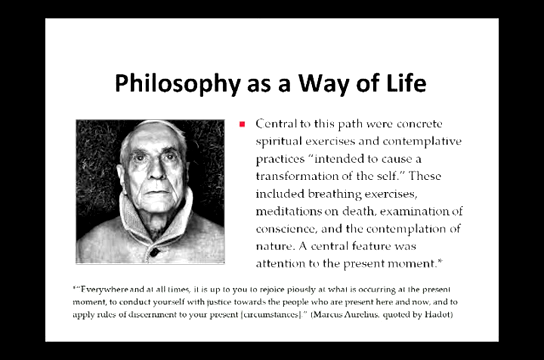 Philosophy as a Way of Life
Central to this path were concrete
spiritual exercises and contemplative
practices "intended to cause a
transformation of the self." These
included breathing exercises,
meditations on death, examination of
conscience, and the contemplation of
nature. A central feature was
attention to the present moment.*
*"Everywhere and at all times, it is up to you to rejoice piously at what is occurring at the present
moment, to conduct yourself with justice towards the people who are present here and now, and to
apply rules of discernment to your present [circumstances]." (Marcus Aurelius, quoted by Hadot)